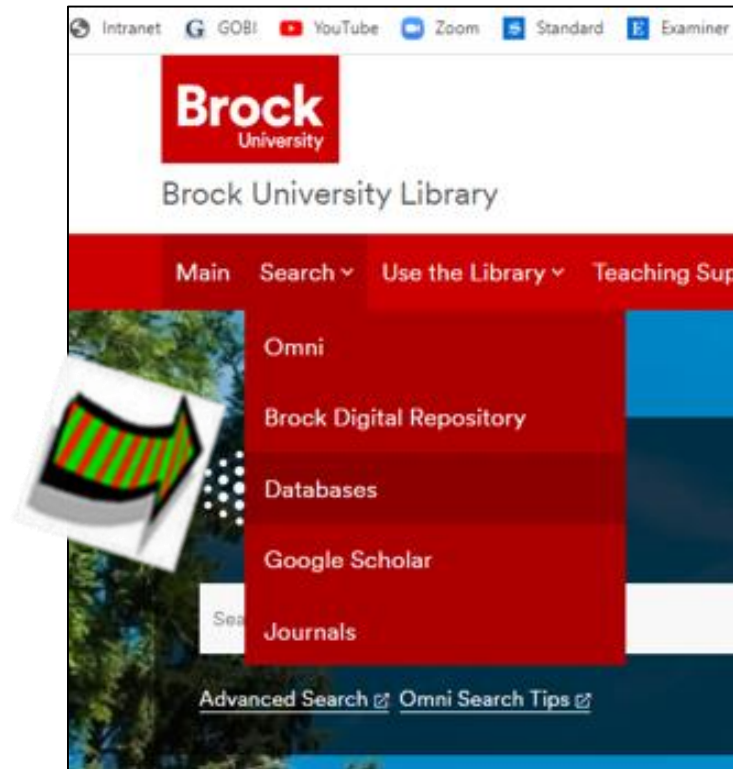 Intranet G GOBI YouTube Zoom S Standard E Examiner
Brock
University
Brock University Library
Main Search Use the Library Teaching Sup
Omni
Brock Digital Repository
Databases
Google Scholar
Sea
Journals
Advanced Search Omni Search Tips